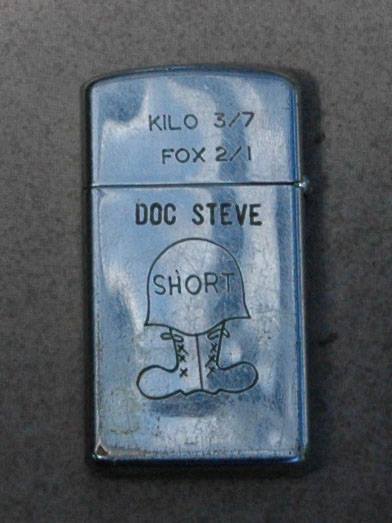 KILO 3/7
FOX 2/1
DOC STEVE
SHORT